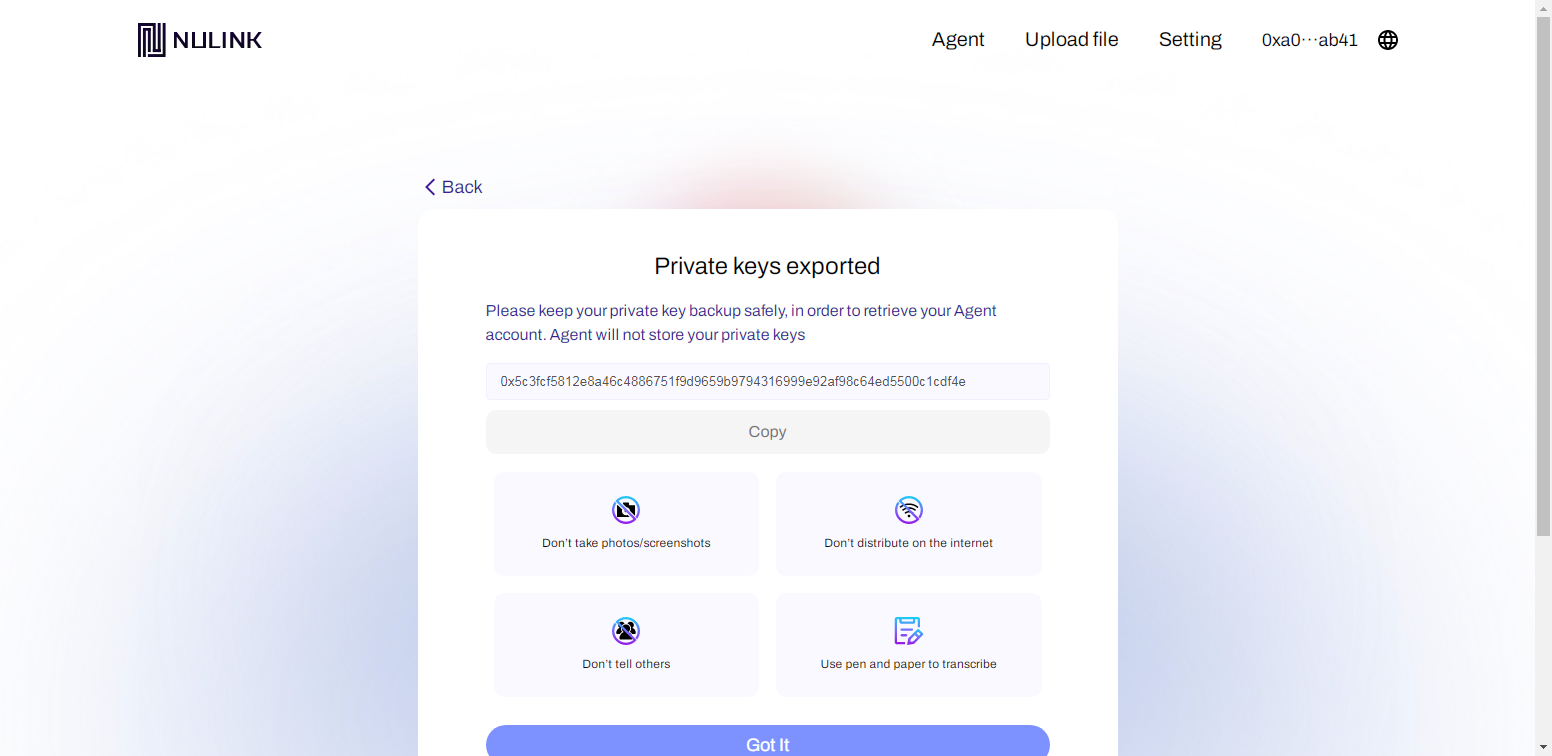 NULINK
Agent
Upload file
Setting
0xa0···ab41
Back
Private keys exported
Please keep your private key backup safely, in order to retrieve your Agent
account. Agent will not store your private keys
0x5c3fcf5812e8a46c4886751f9d9659b9794316999e92af98c64ed5500c1cdf4e
Copy
Don't take photos/screenshots
Don't distribute on the internet
Don't tell others
Use pen and paper to transcribe
Got It